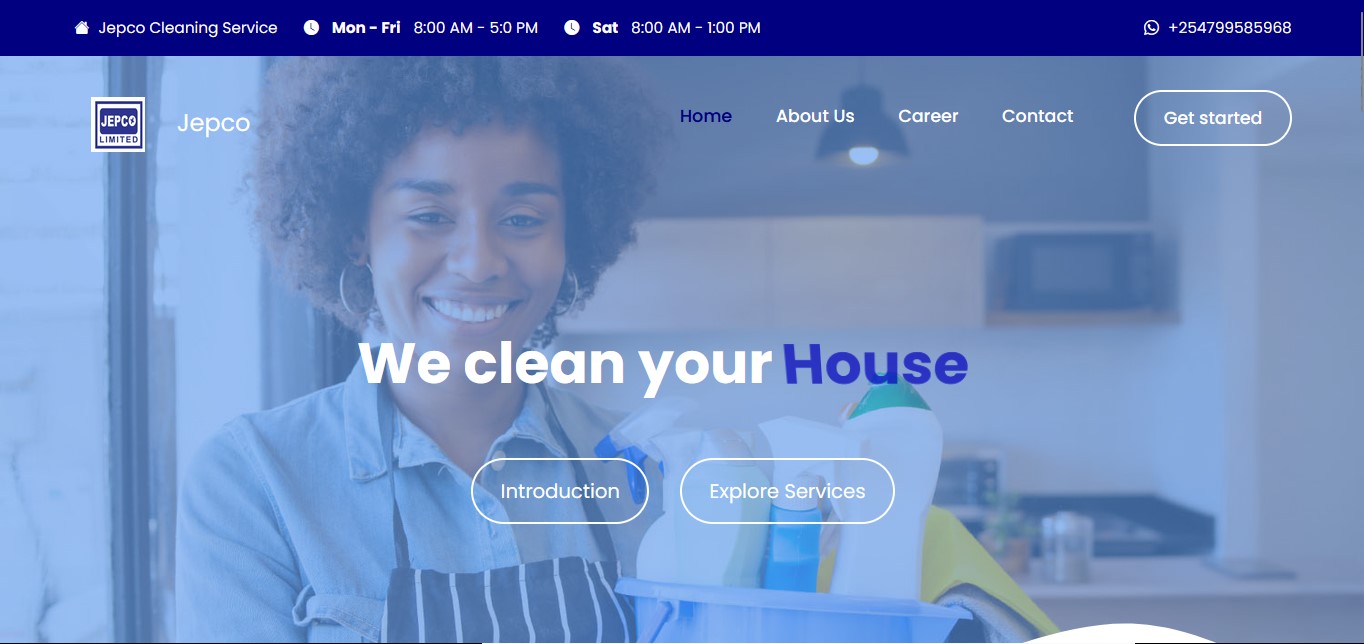 Jepco Cleaning Service Mon - Fri 8:00 AM - 5:0 PM Sat 8:00 AM - 1:00 PM +254799585968
JEPCO
LIMITED
Jepco
Home About Us Career Contact Get started
We clean your House
Introduction Explore Services